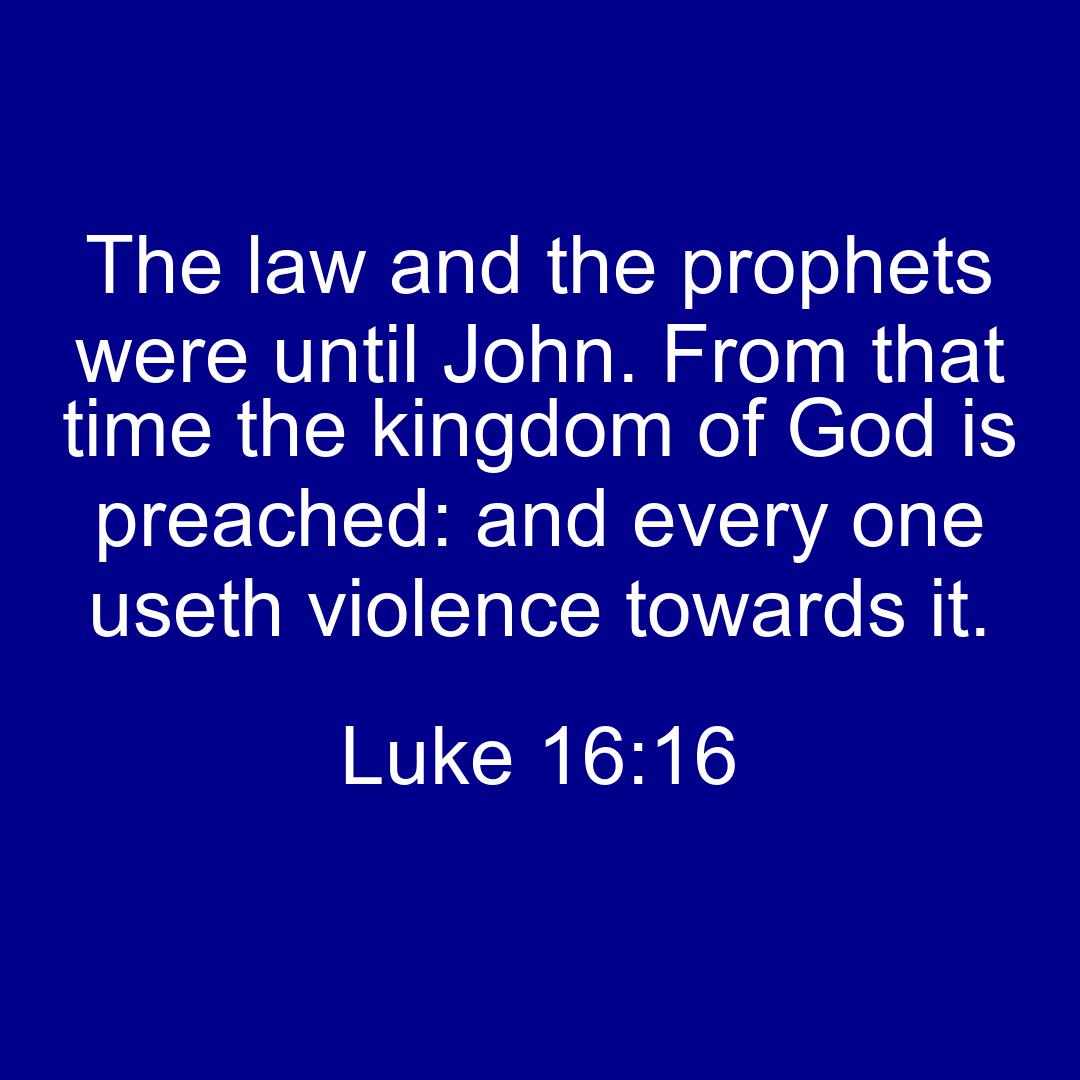 The law and the prophets
were until John. From that
time the kingdom of God is
preached: and every one
useth violence towards it.
Luke 16:16